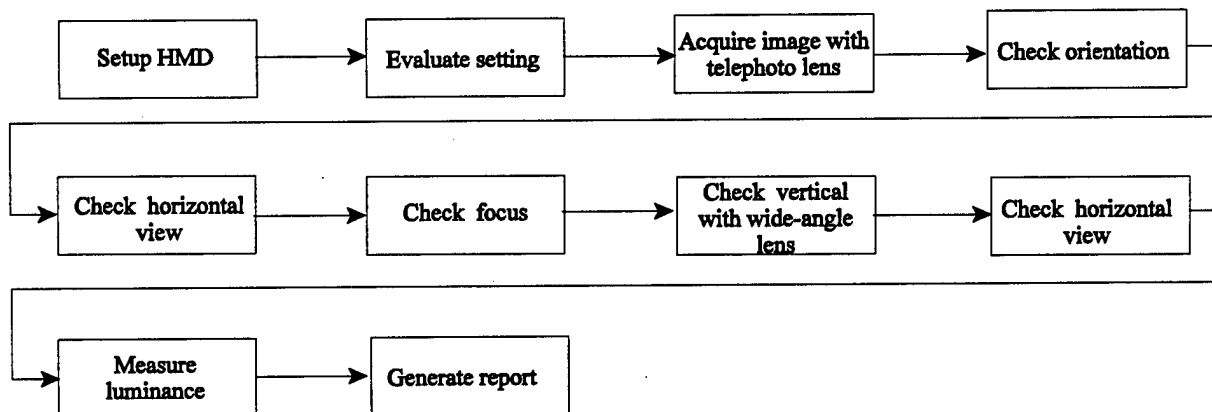 Setup HMD
Evaluate setting
Acquire image with
telephoto lens
Check orientation
Check horizontal
view
Check focus
Check vertical
with wide-angle
lens
Check horizontal
view
Measure
luminance
Generate report